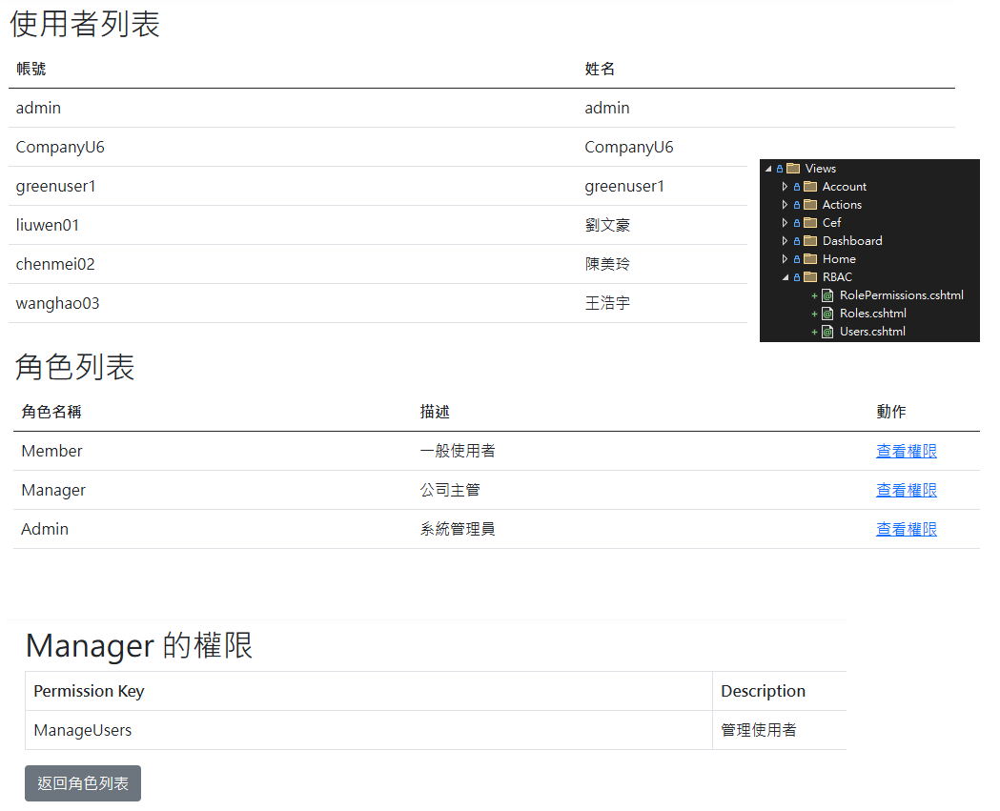 使用者列表
帳號 姓名
admin admin
CompanyU6 CompanyU6
greenuser1 greenuser1
liuwen01 劉文豪
chenmei02 陳美玲
wanghao03 王浩宇
Views
Account
Actions
Cef
Dashboard
Home
RBAC
RolePermissions.cshtml
Roles.cshtml
Users.cshtml
角色列表
角色名稱 描述 動作
Member 一般使用者 查看權限
Manager 公司主管 查看權限
Admin 系統管理員 查看權限
Manager 的權限
Permission Key Description
ManageUsers 管理使用者
返回角色列表